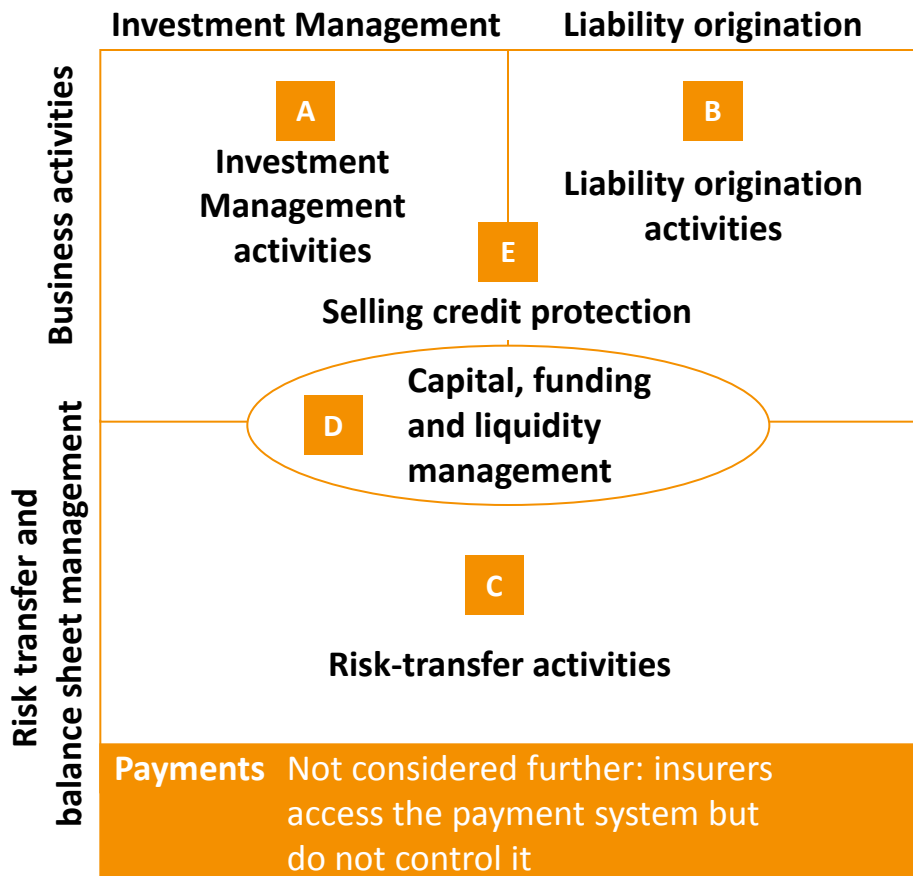 Investment Management
Liability origination
Business activities
A
Investment
Management
activities
B
Liability origination
activities
E
Selling credit protection
D
Capital, funding
and liquidity
management
Risk transfer and
balance sheet management
C
Risk-transfer activities
Payments
Not considered further: insurers
access the payment system but
do not control it